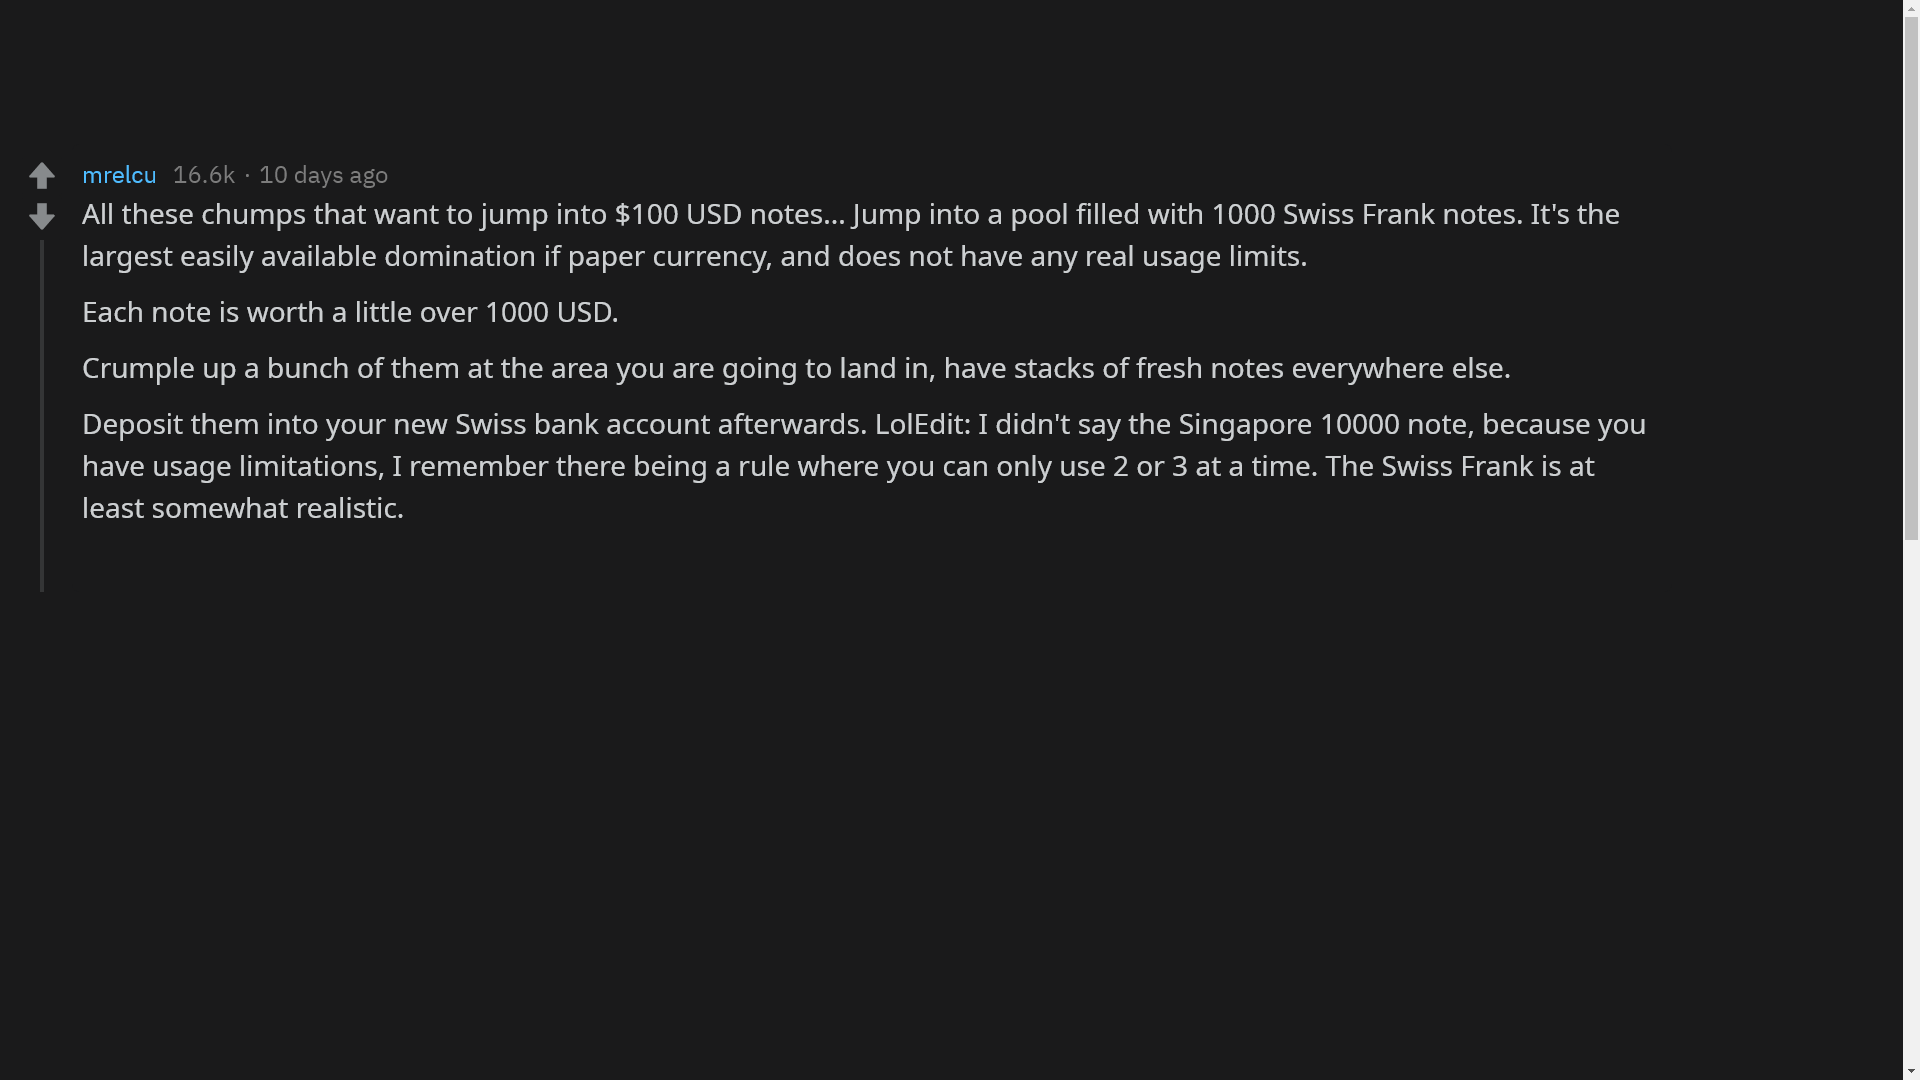 mrelcu 16.6k · 10 days ago
All these chumps that want to jump into $100 USD notes... Jump into a pool filled with 1000 Swiss Frank notes. It's the
largest easily available domination if paper currency, and does not have any real usage limits.
Each note is worth a little over 1000 USD.
Crumple up a bunch of them at the area you are going to land in, have stacks of fresh notes everywhere else.
Deposit them into your new Swiss bank account afterwards. LolEdit: I didn't say the Singapore 10000 note, because you
have usage limitations, I remember there being a rule where you can only use 2 or 3 at a time. The Swiss Frank is at
least somewhat realistic.